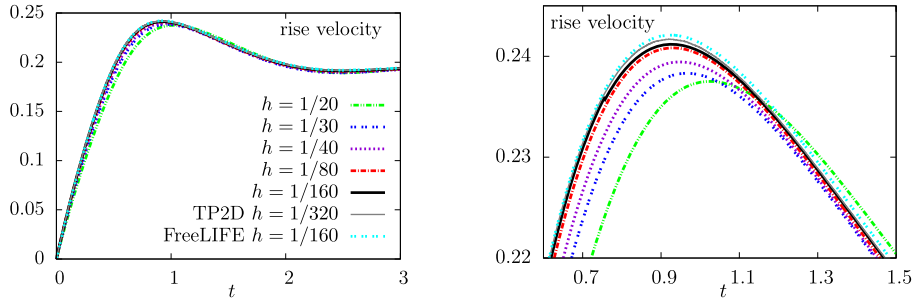 0.25
rise velocity
0.2
0.15
0.1
0.05
0
h = 1/20
h = 1/30
h = 1/40
h = 1/80
h = 1/160
TP2D h = 1/320
FreeLIFE h = 1/160
0
1
2
3
t
rise velocity
0.24
0.23
0.22
0.7
0.9
1.1
1.3
1.5
t